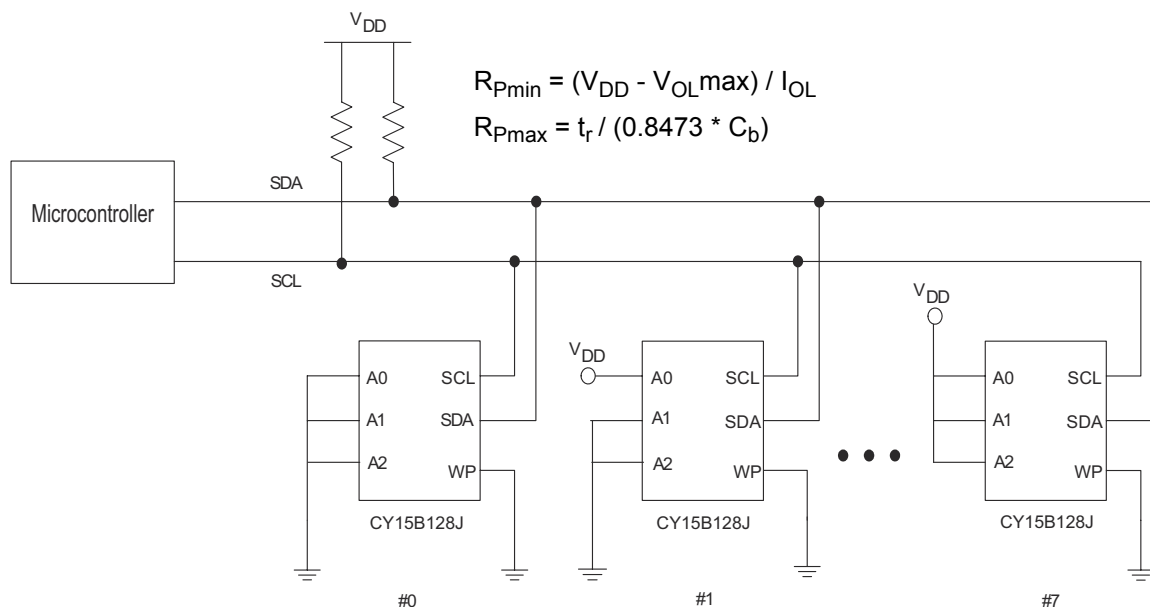 VDD
RPmin = (VDD - VOLmax) / IOL
RPmax = tr / (0.8473 * Cb)
SDA
Microcontroller
SCL
VDD
VDD
A0 SCL
A1 SDA
A2 WP
CY15B128J
A0 SCL
A1 SDA
A2 WP
CY15B128J
A0 SCL
A1 SDA
A2 WP
CY15B128J
#0
#1
#7